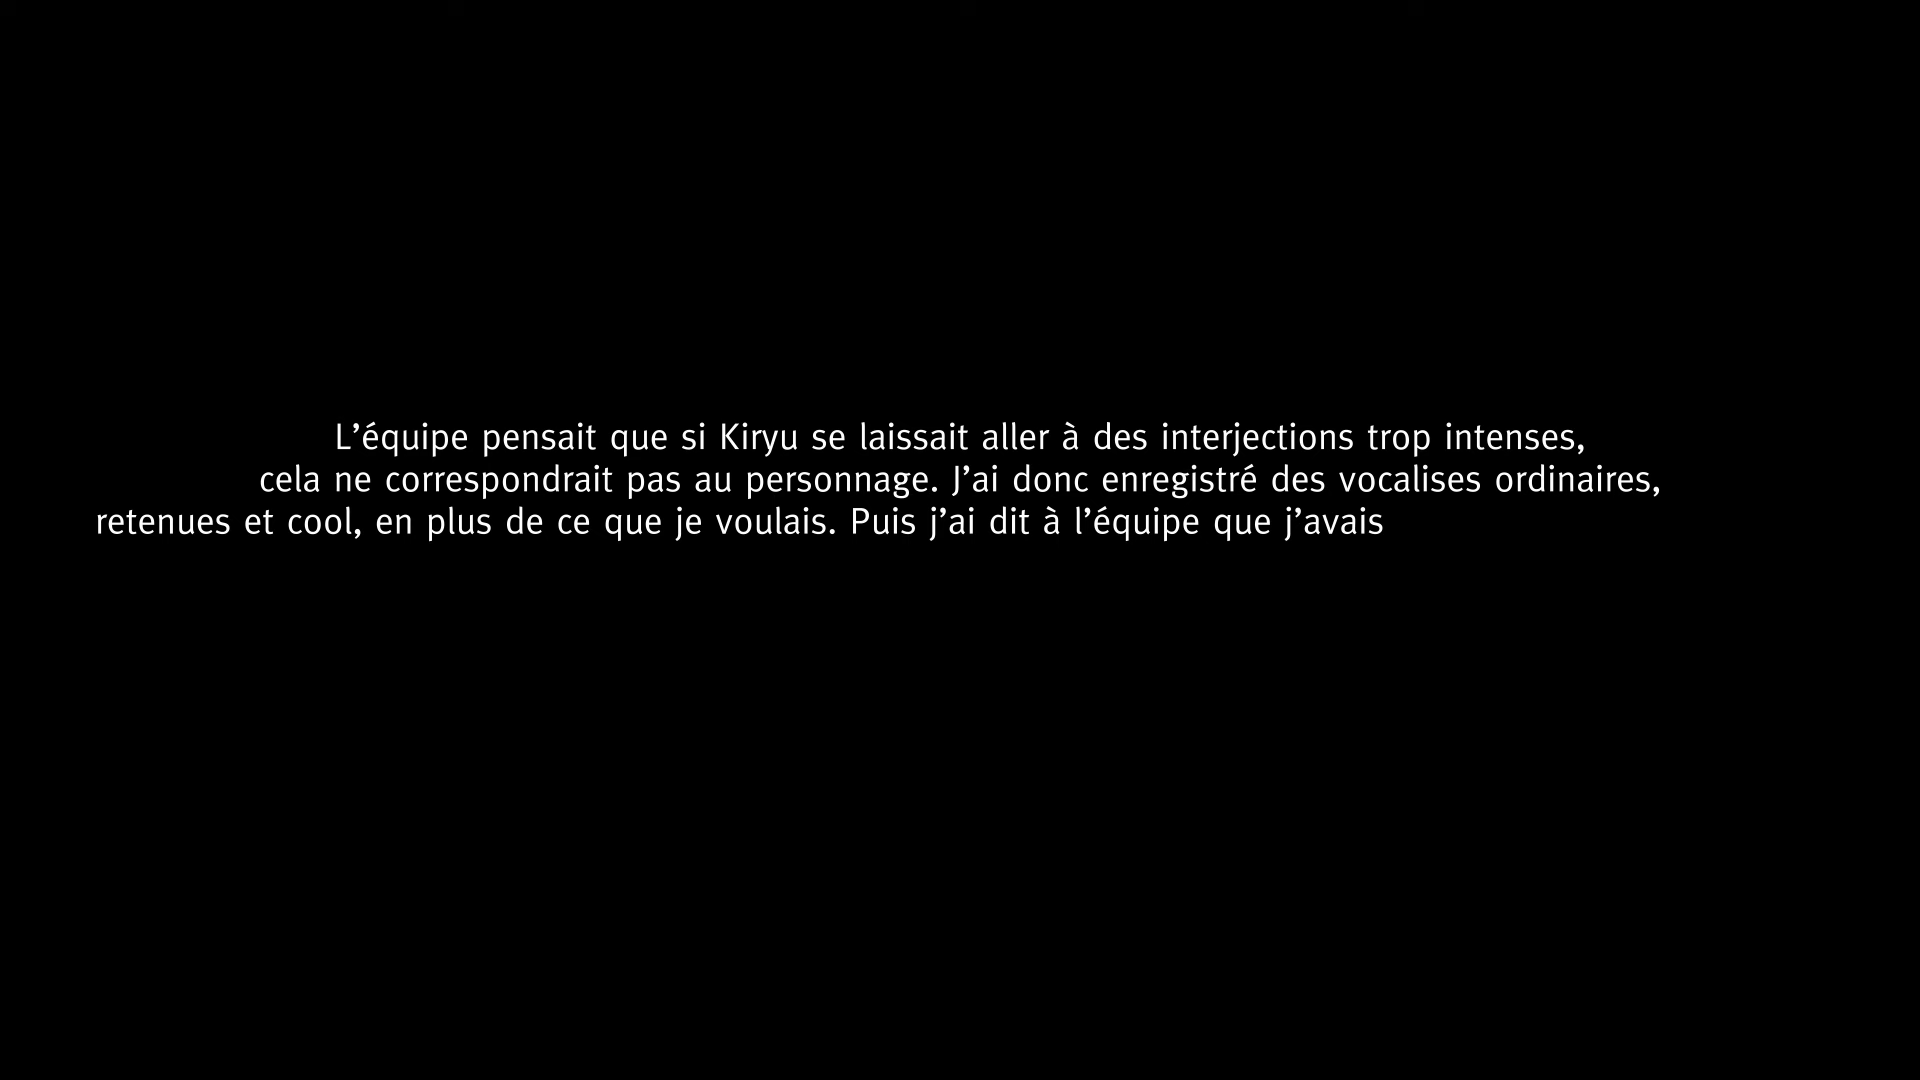 L’équipe pensait que si Kiryu se laissait aller à des interjections trop intenses,
cela ne correspondrait pas au personnage. J’ai donc enregistré des vocalises ordinaires,
retenues et cool, en plus de ce que je voulais. Puis j’ai dit à l’équipe que j’avais